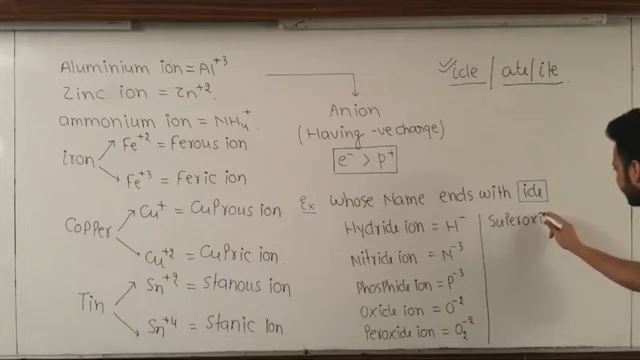 Aluminium ion = Al+3
Zinc ion = Zn+2
ammonium ion = NH4+
iron
Fe+2 = Ferous ion
Fe+3 = Feric ion
Copper
Cu+ = CuProus ion
Cu+2 = CuPric ion
Tin
Sn+2 = Stanous ion
Sn+4 = Stanic Ion
ide / ate / ite
Anion
(Having -ve charge)
e- > p+
Ex whose Name ends with ide
Hydride ion = H-
Nitride ion = N-3
Phosphide ion = P-3
Oxide ion = O-2
Peroxide ion = O2-2
SuPeroxi